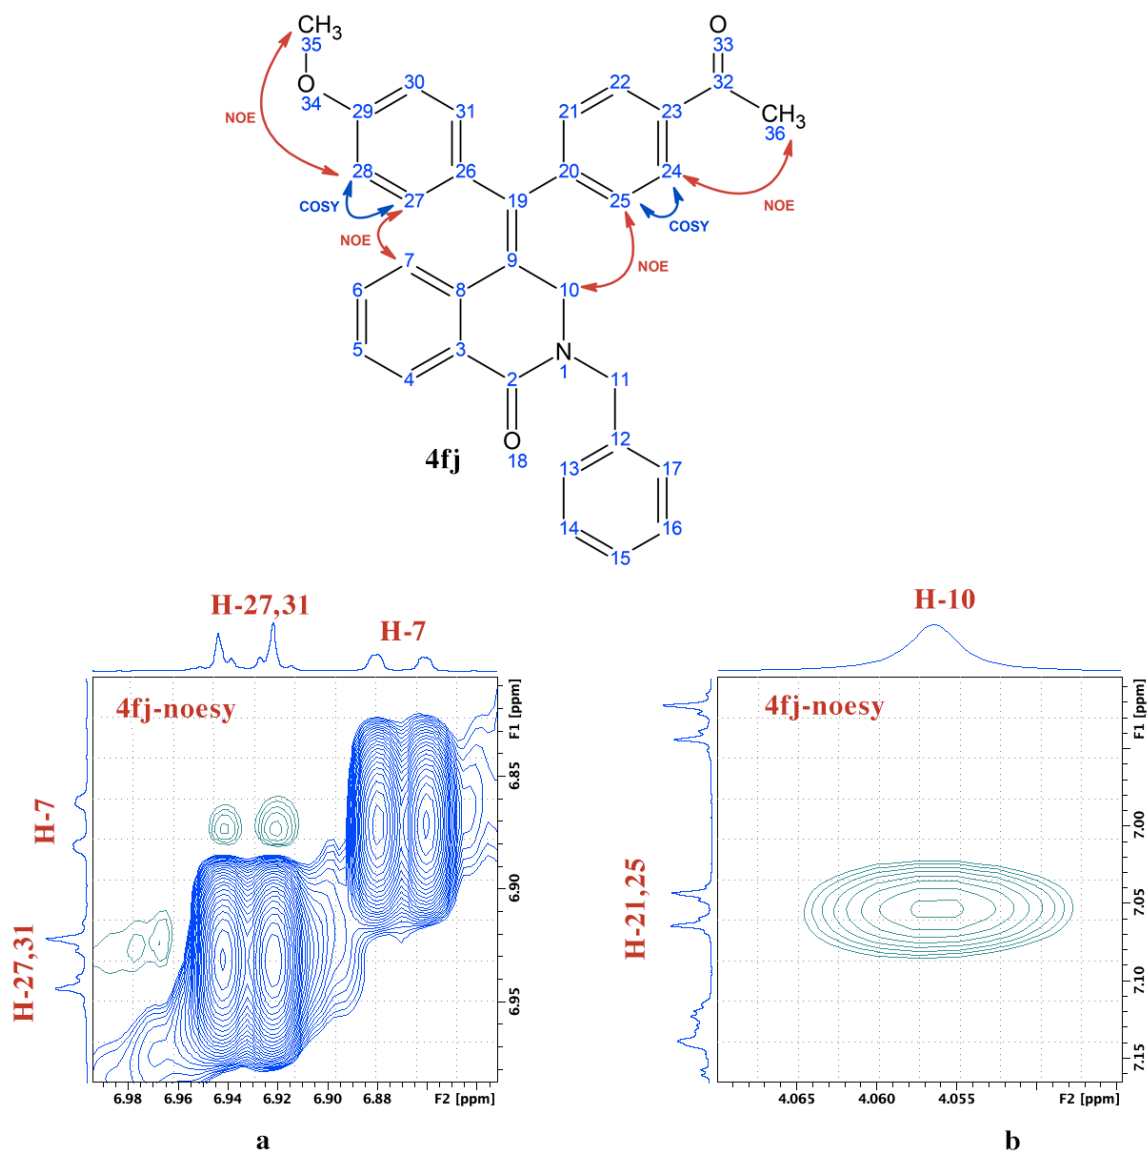 CH3
35
O
34
30
29
31
28
26
27
NOE
COSY
NOE
O
33
32
22
21
23
CH3
36
20
24
19
25
NOE
COSY
NOE
7
9
6
8
10
5
3
N
1
4
2
11
O
18
12
13
17
14
16
15
4fj
H-27,31
H-7
4fj-noesy
H-7
H-27,31
6.85
6.90
6.95
F1 [ppm]
6.98 6.96 6.94 6.92 6.90 6.88 F2 [ppm]
a
H-10
4fj-noesy
H-21,25
F1 [ppm]
7.00
7.05
7.10
7.15
4.065 4.060 4.055 F2 [ppm]
b